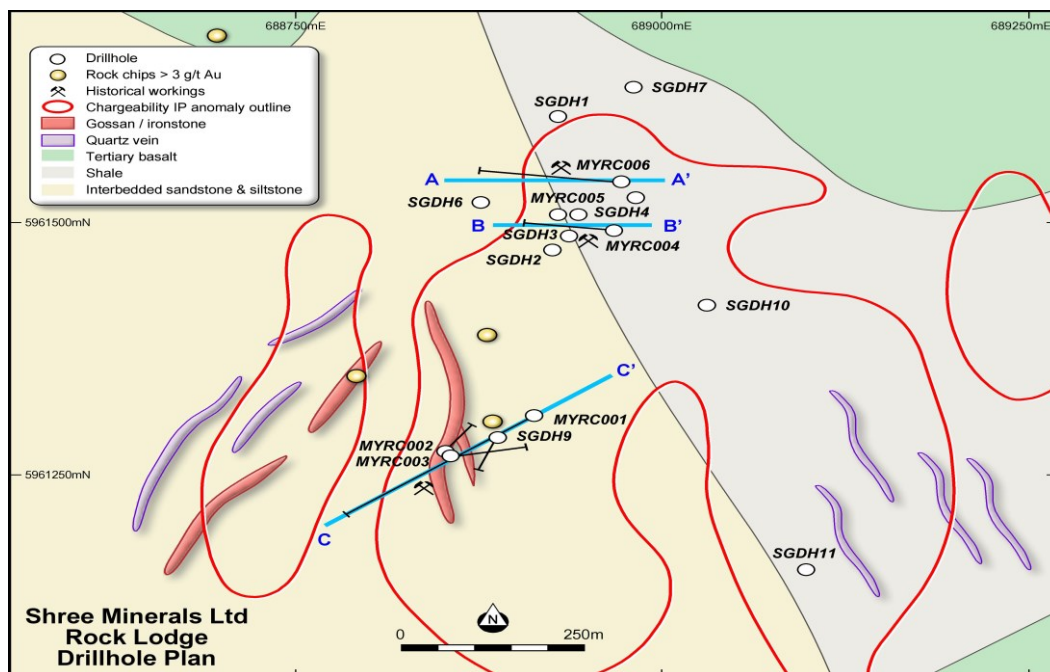 688750mE
689000mE
689250mE
Drillhole
Rock chips > 3 g/t Au
Historical workings
Chargeability IP anomaly outline
Gossan / ironstone
Quartz vein
Tertiary basalt
Shale
Interbedded sandstone & siltstone
SGDH7
SGDH1
MYRC006
A
A'
MYRC005
SGDH6
SGDH4
5961500mN
B
B'
SGDH3
MYRC004
SGDH2
SGDH10
C'
MYRC001
MYRC002
SGDH9
MYRC003
5961250mN
C
SGDH11
Shree Minerals Ltd
Rock Lodge
Drillhole Plan
N
0
250m